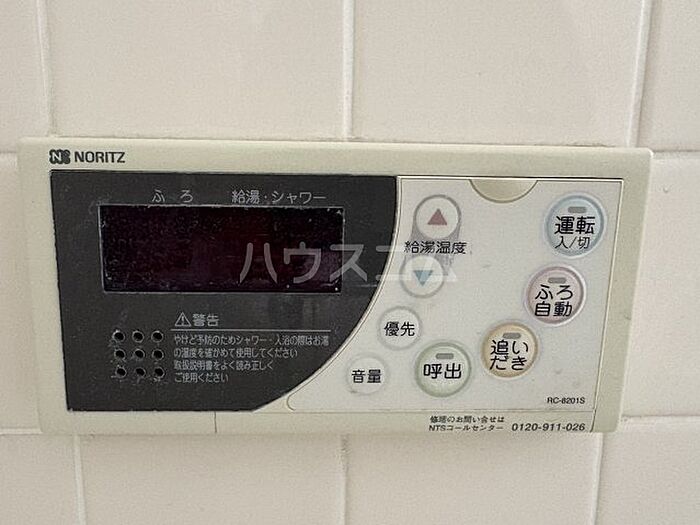 NORITZ
ふろ 給湯・シャワー
⚠警告
やけど予防のためシャワー・入浴の際はお湯
の温度を確かめて使用してください
取扱説明書をよく読み正しく
ご使用ください
給湯温度
優先
音量
呼出
追い
だき
ふろ
自動
運転
入/切
RC-8201S
修理のお問い合せは
NTSコールセンター 0120-911-026